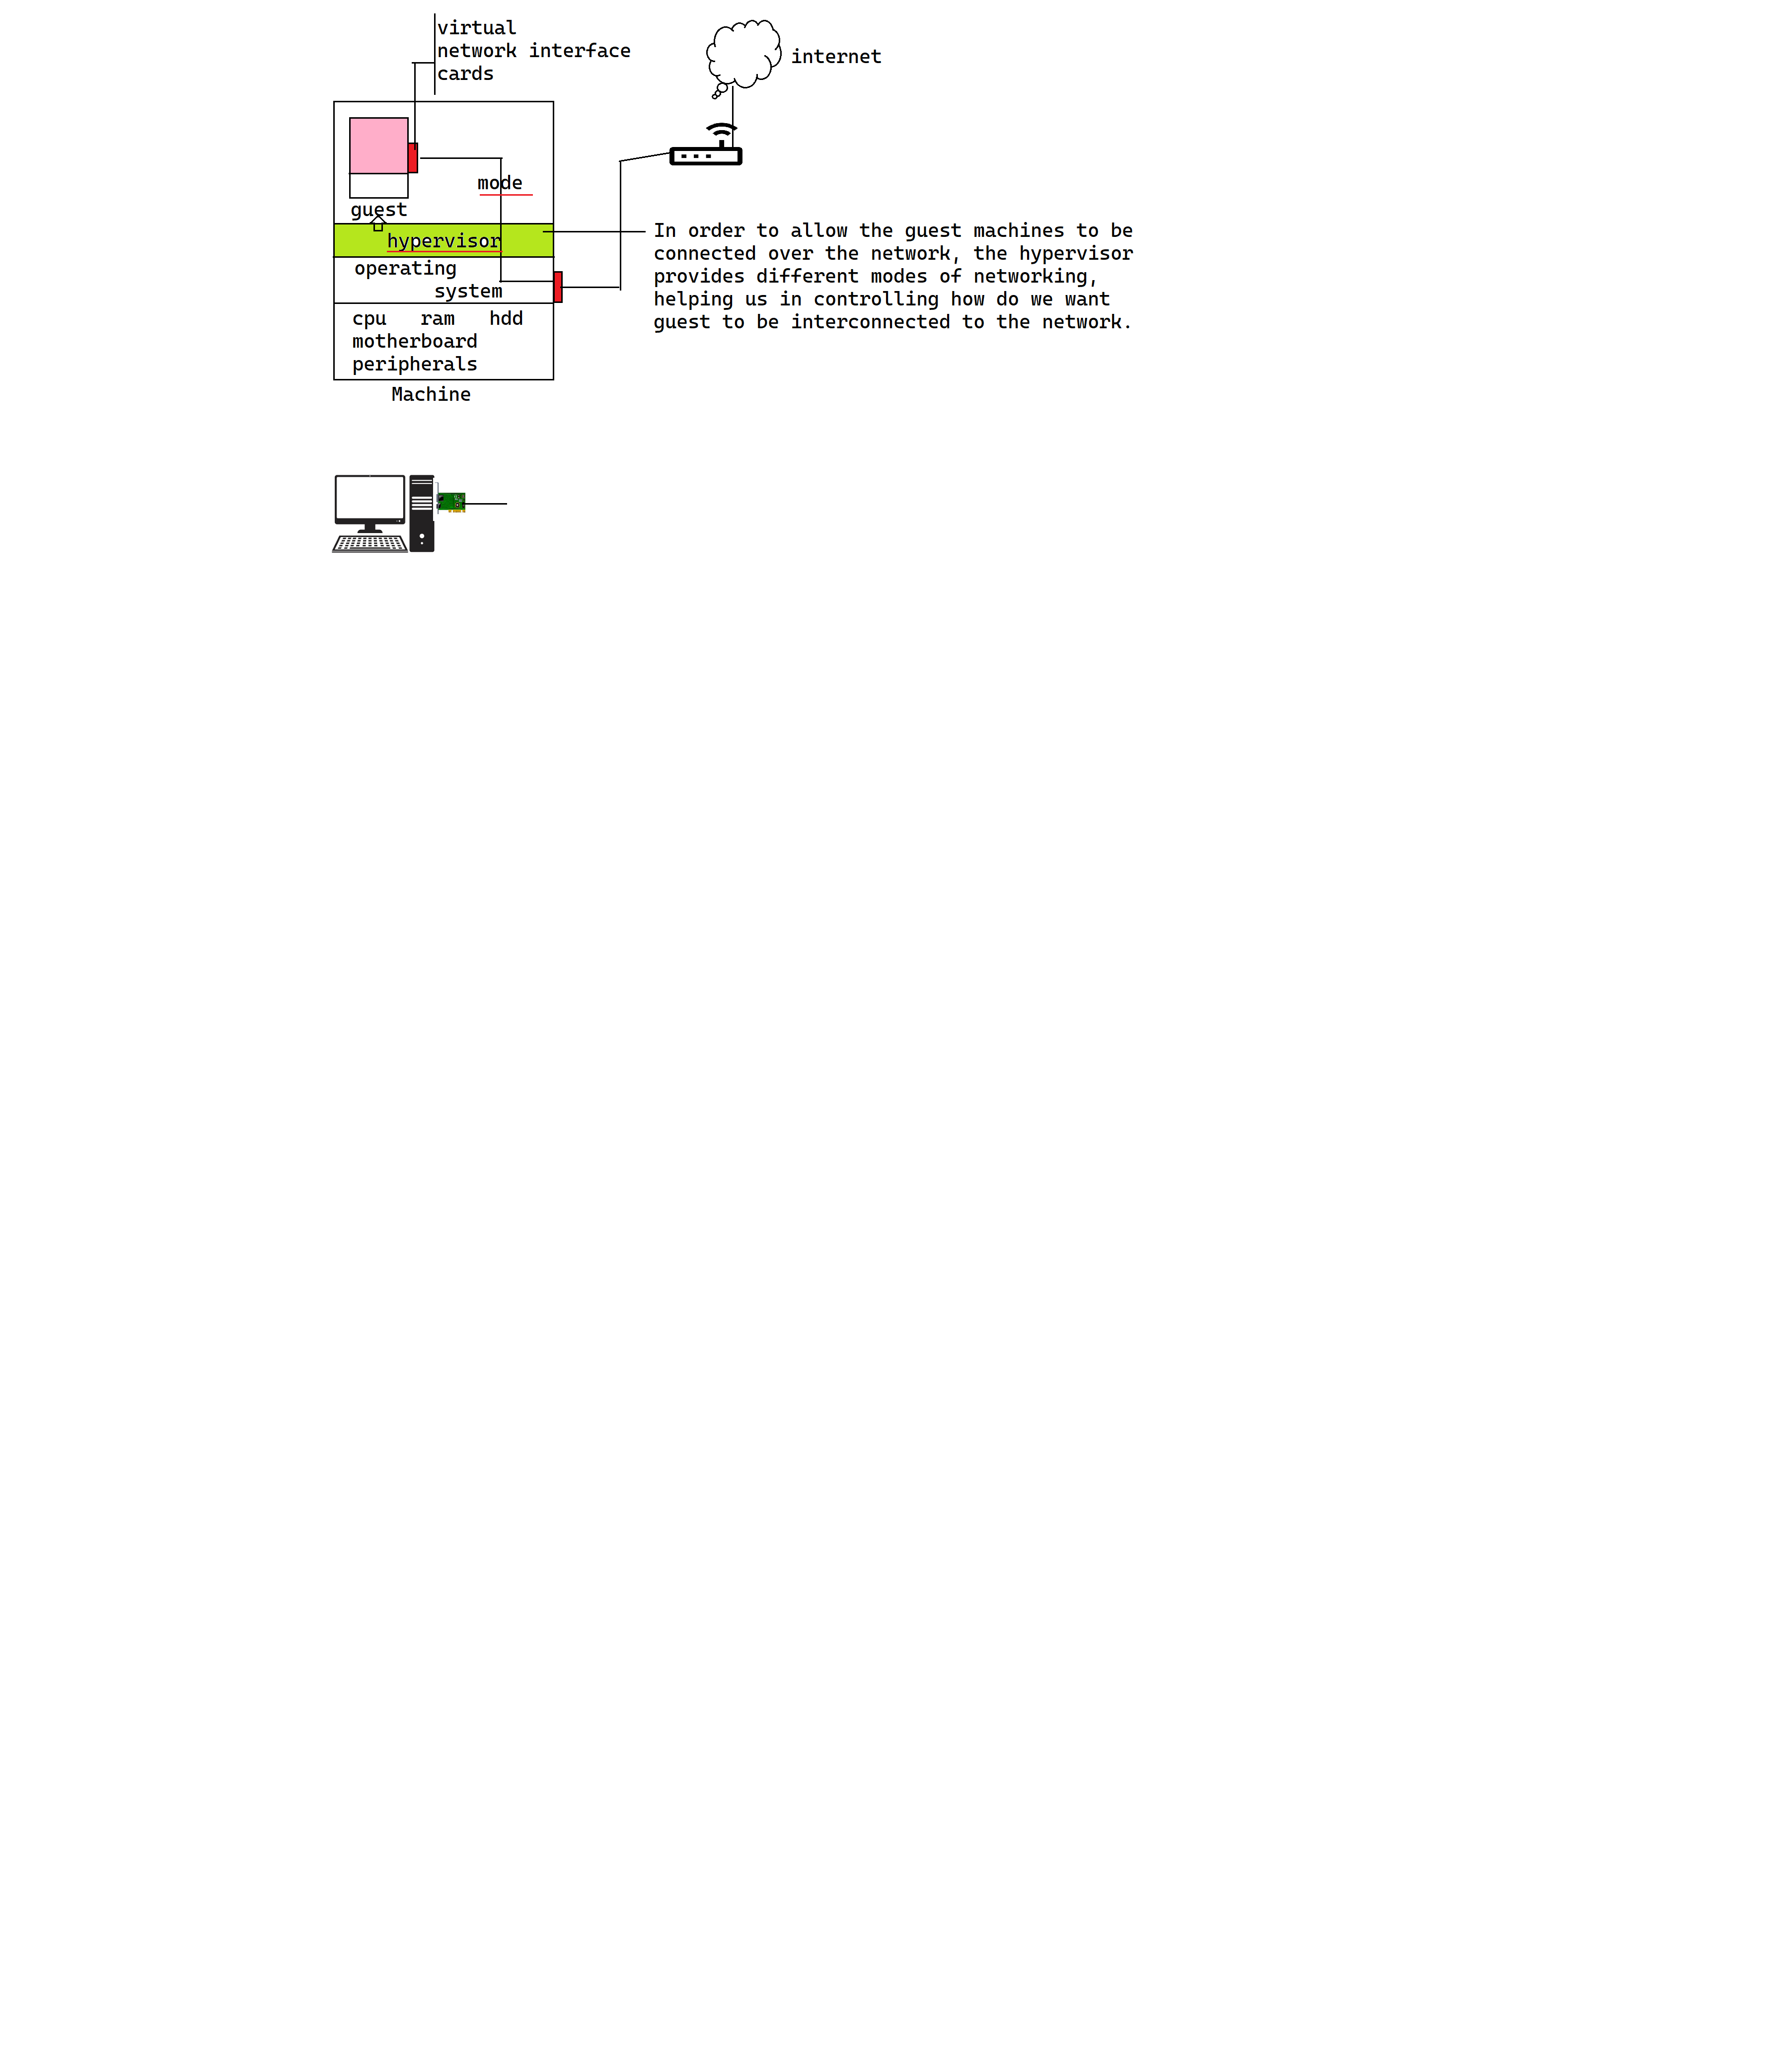 virtual
network interface
cards
internet
mode
guest
hypervisor
operating
system
cpu ram hdd
motherboard
peripherals
Machine
In order to allow the guest machines to be
connected over the network, the hypervisor
provides different modes of networking,
helping us in controlling how do we want
guest to be interconnected to the network.